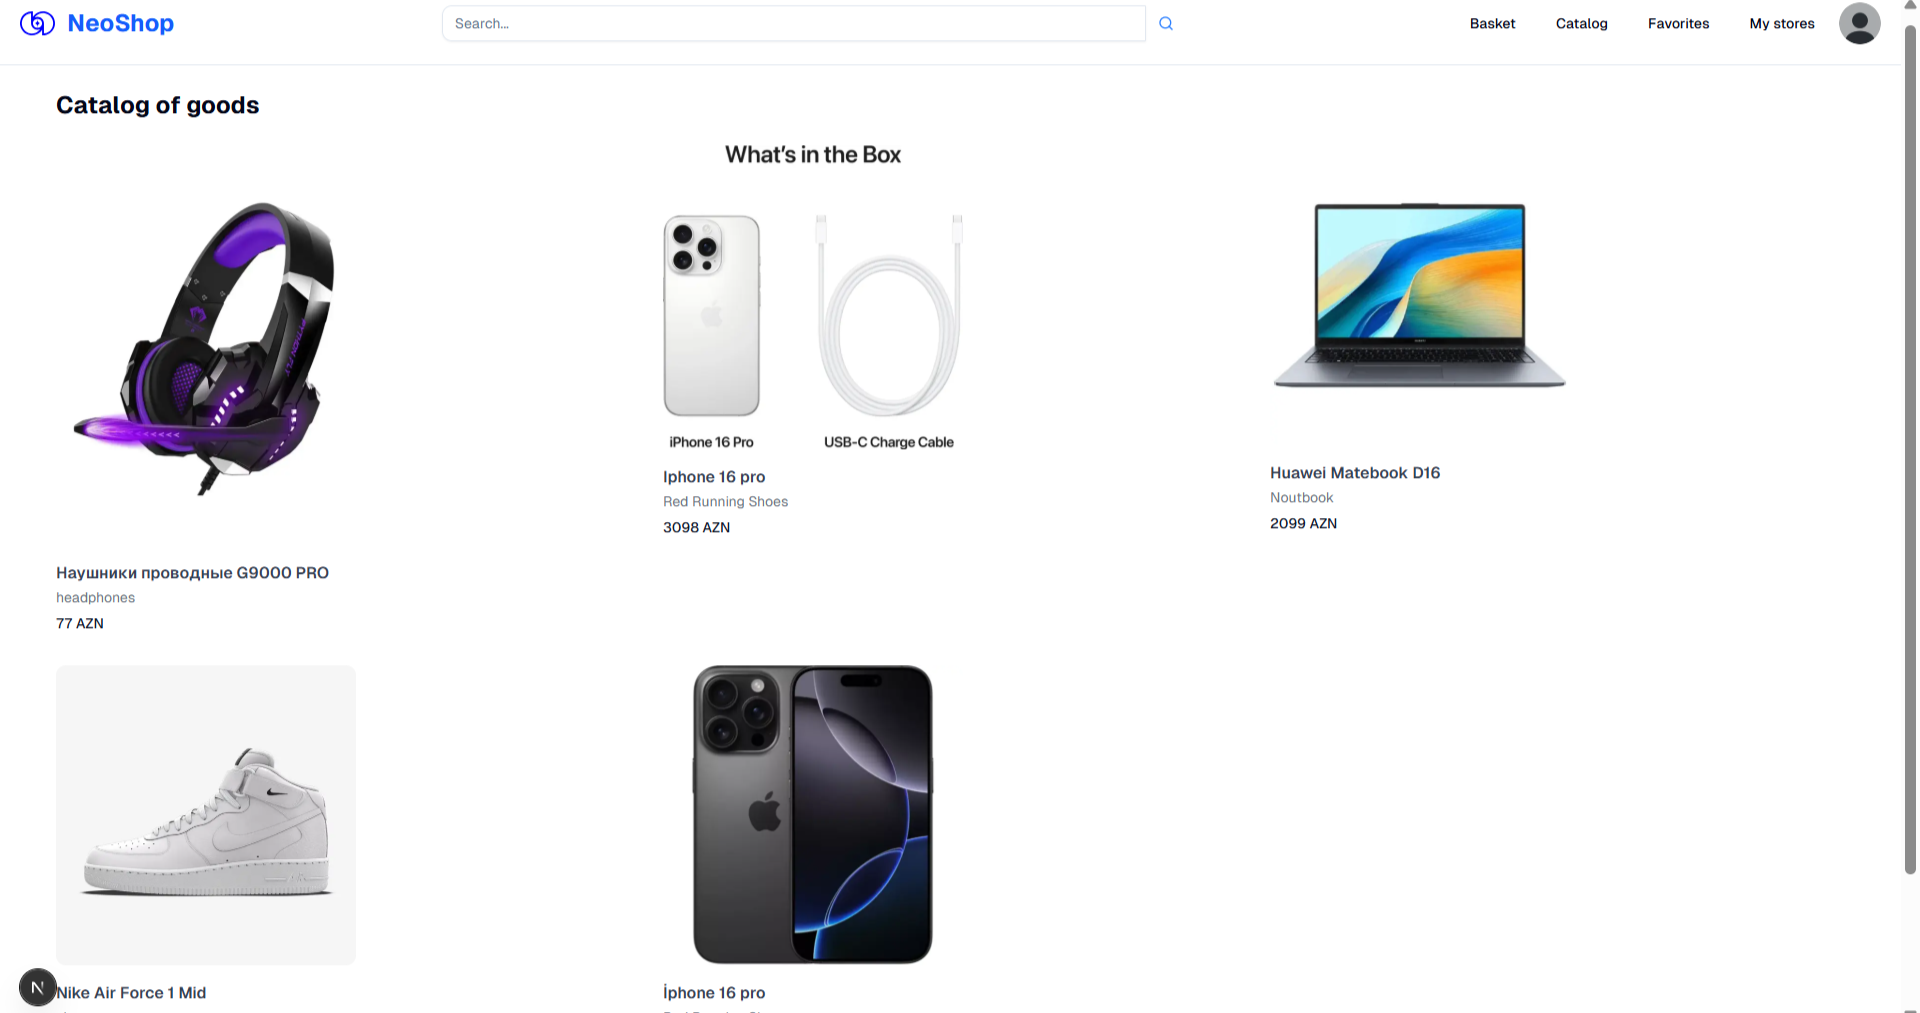 NeoShop
Search...
Basket
Catalog
Favorites
My stores
Catalog of goods
What's in the Box
iPhone 16 Pro
USB-C Charge Cable
Iphone 16 pro
Red Running Shoes
3098 AZN
Huawei Matebook D16
Noutbook
2099 AZN
Наушники проводные G9000 PRO
headphones
77 AZN
N
Nike Air Force 1 Mid
İphone 16 pro